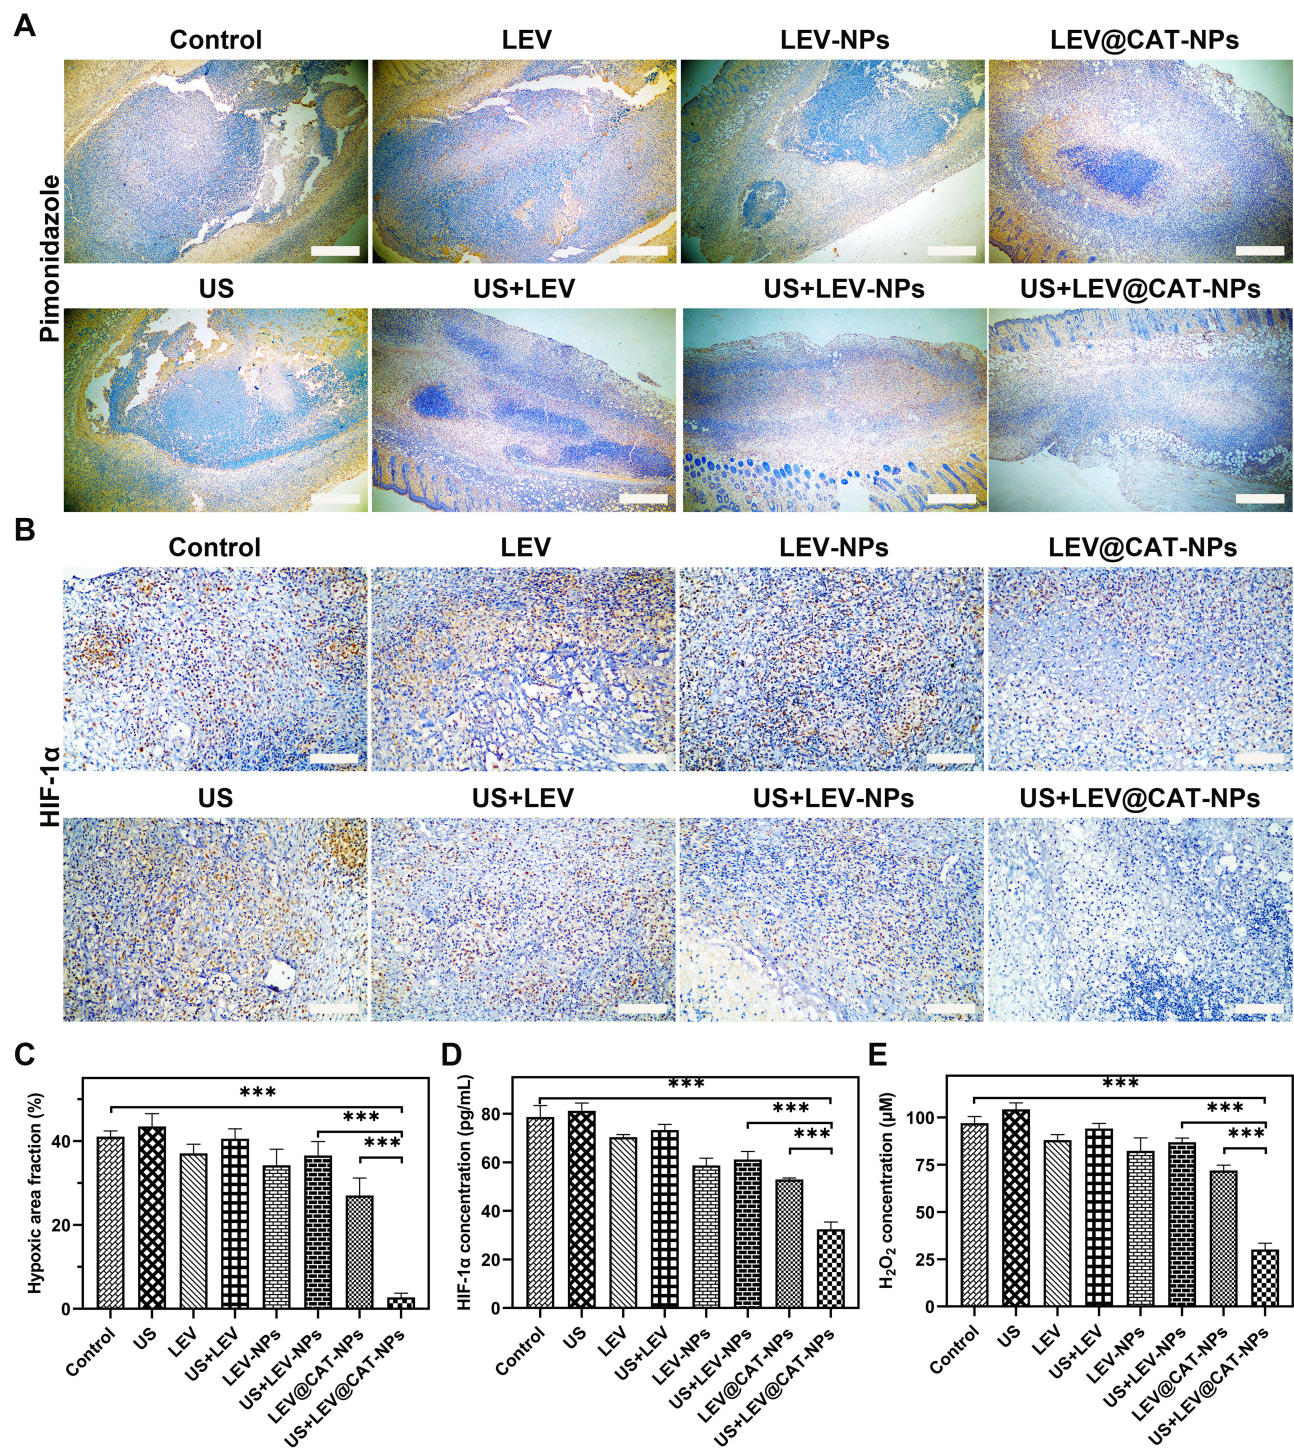 A
Control LEV LEV-NPs LEV@CAT-NPs
Pimonidazole
US US+LEV US+LEV-NPs US+LEV@CAT-NPs
B
Control LEV LEV-NPs LEV@CAT-NPs
HIF-1α
US US+LEV US+LEV-NPs US+LEV@CAT-NPs
C
Hypoxic area fraction (%)
40
20
0
***
***
***
Control
US
LEV
US+LEV
LEV-NPs
US+LEV-NPs
LEV@CAT-NPs
US+LEV@CAT-NPs
D
HIF-1α concentration (pg/mL)
80
60
40
20
0
***
***
***
Control
US
LEV
US+LEV
LEV-NPs
US+LEV-NPs
LEV@CAT-NPs
US+LEV@CAT-NPs
E
H₂O₂ concentration (μM)
100
75
50
25
0
***
***
***
Control
US
LEV
US+LEV
LEV-NPs
US+LEV-NPs
LEV@CAT-NPs
US+LEV@CAT-NPs